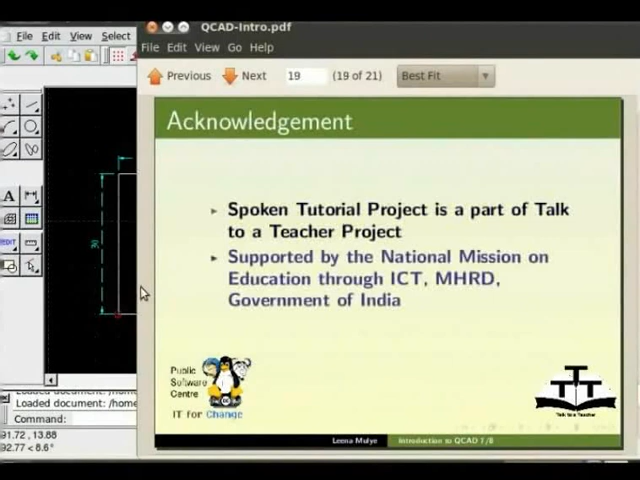 QCAD-Intro.pdf
File Edit View Select
File Edit View Go Help
Previous Next 19 (19 of 21) Best Fit
Acknowledgement
Spoken Tutorial Project is a part of Talk
to a Teacher Project
Supported by the National Mission on
Education through ICT, MHRD,
Government of India
A
30
EDIT
Public
Software
Centre
IT for Change
TTT
Talk to a Teacher
Loaded document: /home
Loaded document: /home
Command:
91.72 , 13.88
92.77 < 8.6°
Leena Mulye Introduction to QCAD T/8